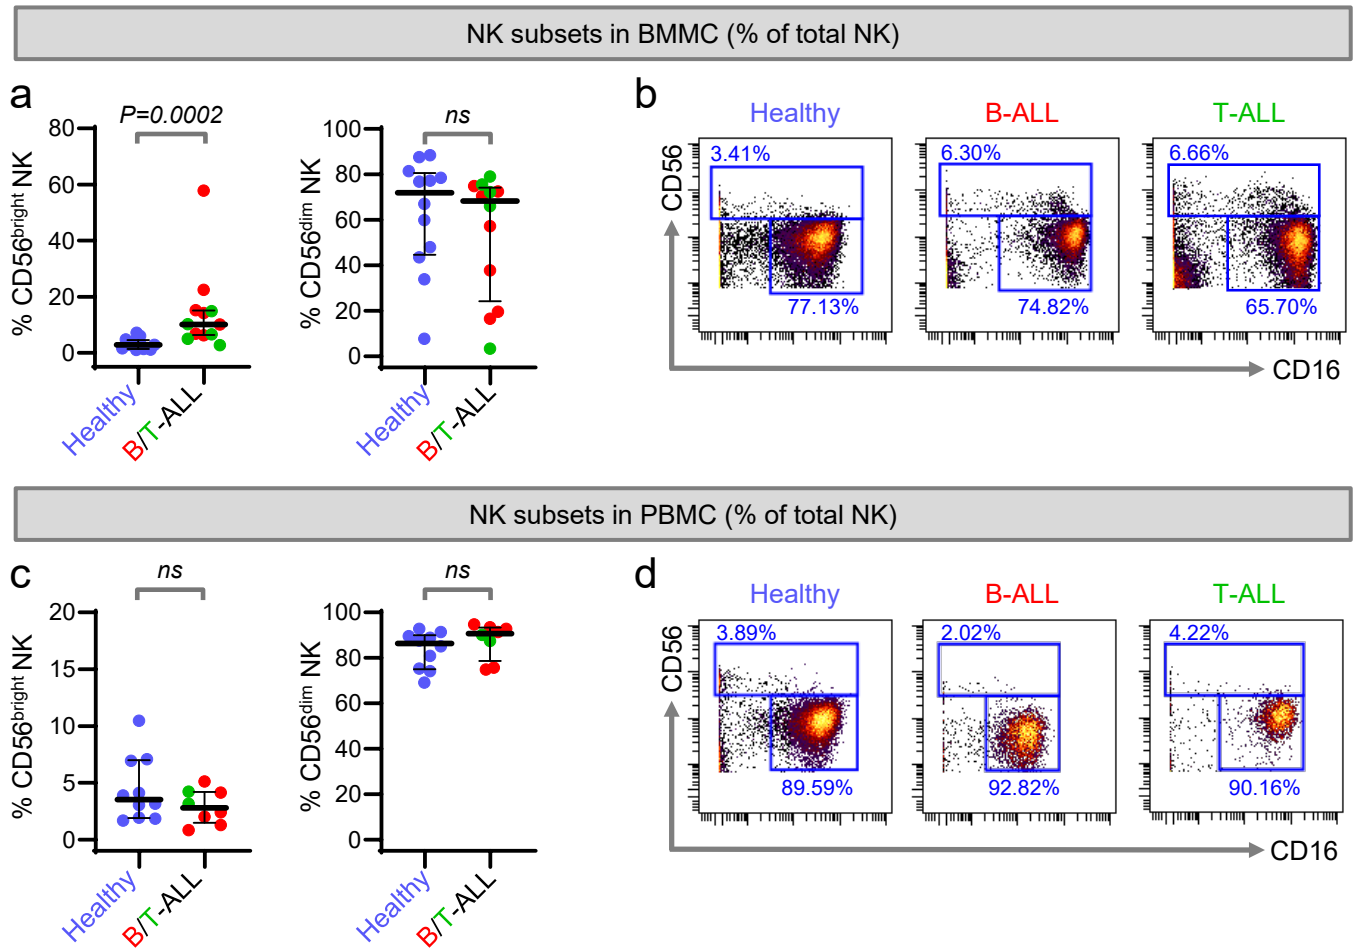 NK subsets in BMMC (% of total NK)
a
P=0.0002
% CD56bright NK
80
60
40
20
0
Healthy
B/T-ALL
ns
% CD56dim NK
100
80
60
40
20
0
Healthy
B/T-ALL
b
Healthy
B-ALL
T-ALL
CD56
3.41%
77.13%
6.30%
74.82%
6.66%
65.70%
CD16
NK subsets in PBMC (% of total NK)
c
ns
% CD56bright NK
20
15
10
5
0
Healthy
B/T-ALL
ns
% CD56dim NK
100
80
60
40
20
0
Healthy
B/T-ALL
d
Healthy
B-ALL
T-ALL
CD56
3.89%
89.59%
2.02%
92.82%
4.22%
90.16%
CD16